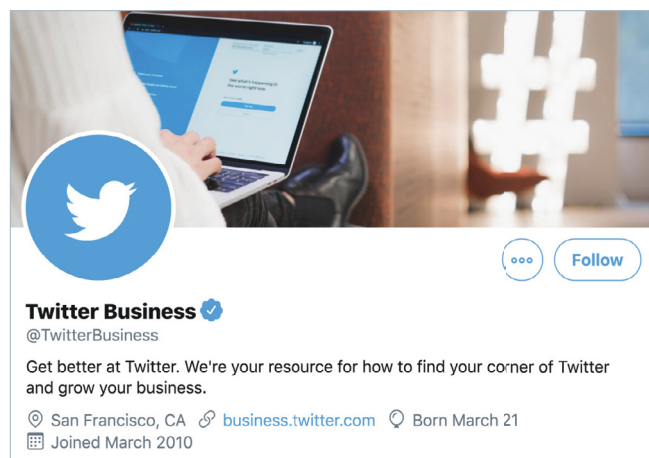 Follow
Twitter Business
@TwitterBusiness
Get better at Twitter. We're your resource for how to find your corner of Twitter
and grow your business.
San Francisco, CA business.twitter.com Born March 21
Joined March 2010